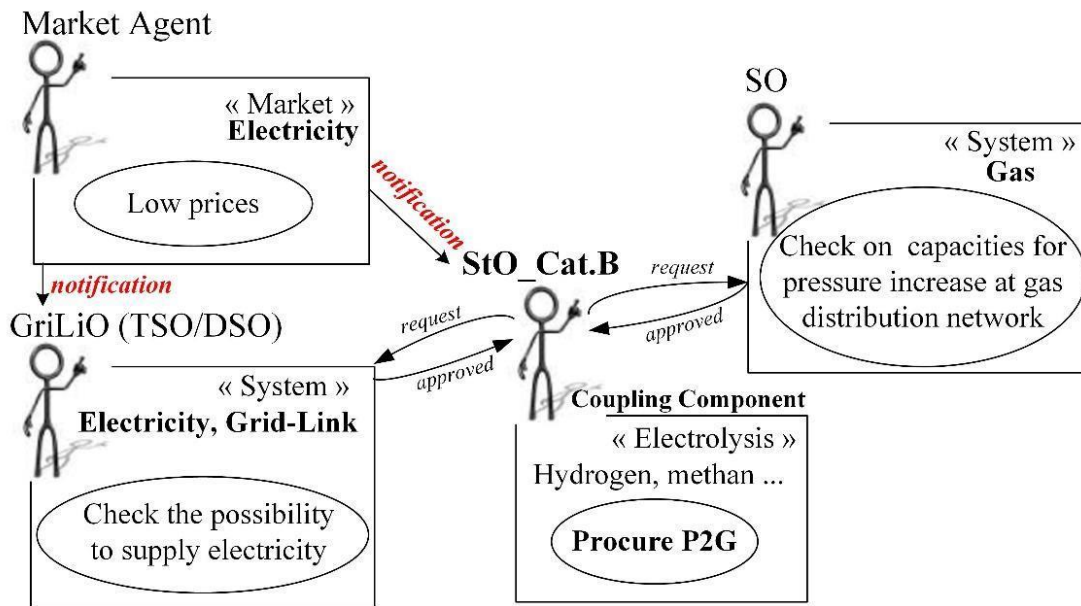 Market Agent
« Market »
Electricity
Low prices
notification
notification
SO
« System »
Gas
Check on capacities for
pressure increase at gas
distribution network
StO_Cat.B
request
approved
request
approved
GriLiO (TSO/DSO)
« System »
Electricity, Grid-Link
Check the possibility
to supply electricity
Coupling Component
« Electrolysis »
Hydrogen, methan ...
Procure P2G